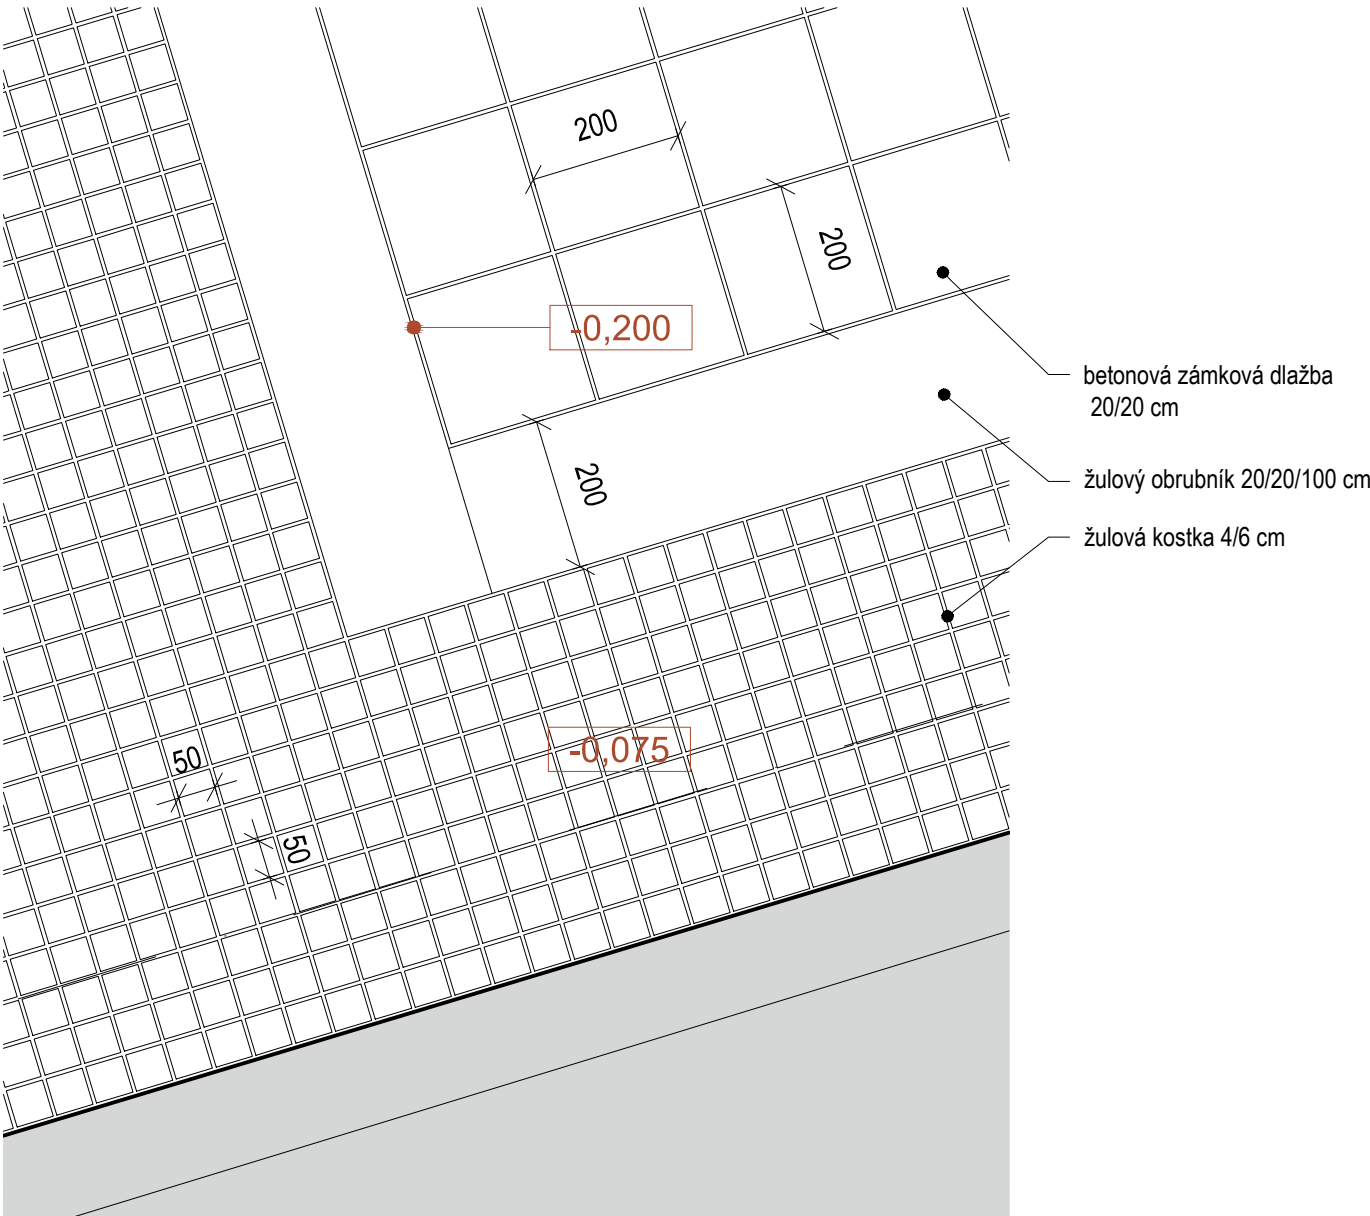 200
200
-0,200
betonová zámková dlažba
20/20 cm
200
žulový obrubník 20/20/100 cm
žulová kostka 4/6 cm
-0,075
50
50